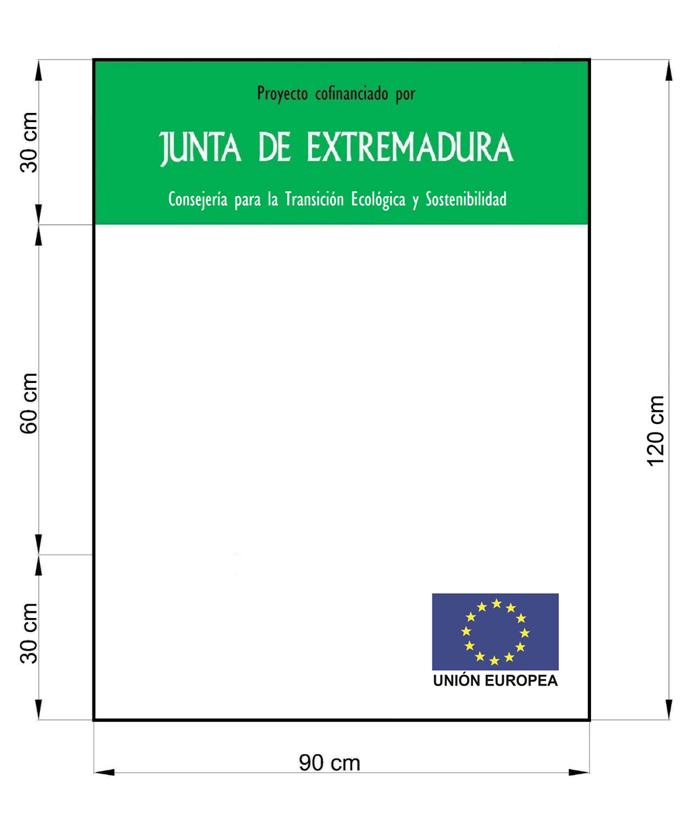 Proyecto cofinanciado por
JUNTA DE EXTREMADURA
Consejería para la Transición Ecológica y Sostenibilidad
30 cm
60 cm
30 cm
120 cm
UNIÓN EUROPEA
90 cm